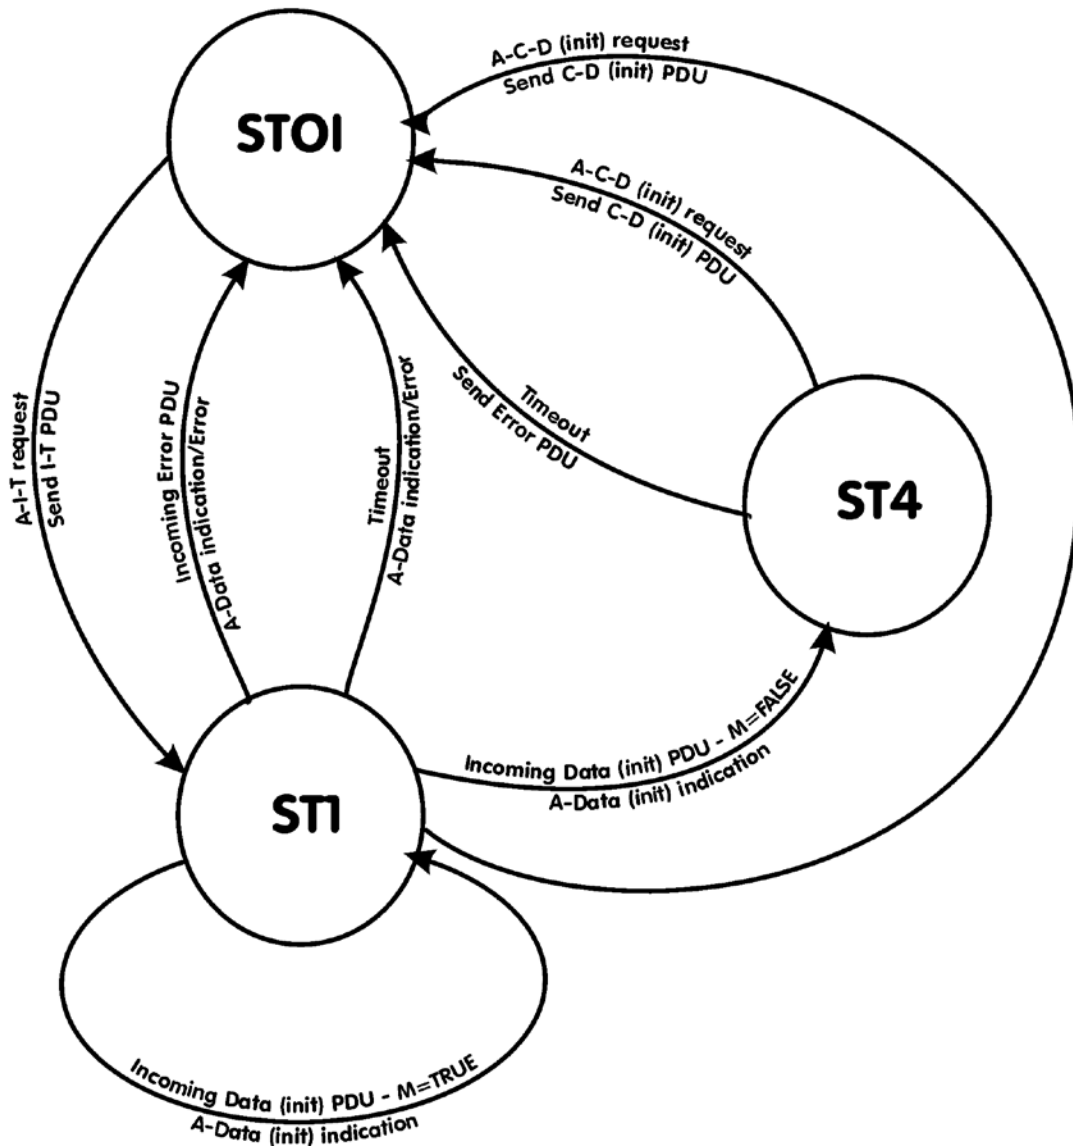 A-C-D (init) request
Send C-D (init) PDU
STOI
A-C-D (init) request
Send C-D (init) PDU
Timeout
Send Error PDU
A-I-T request
Send I-T PDU
Incoming Error PDU
A-Data indication/Error
Timeout
A-Data indication/Error
ST4
Incoming Data (init) PDU - M=FALSE
A-Data (init) indication
ST1
Incoming Data (init) PDU - M=TRUE
A-Data (init) indication